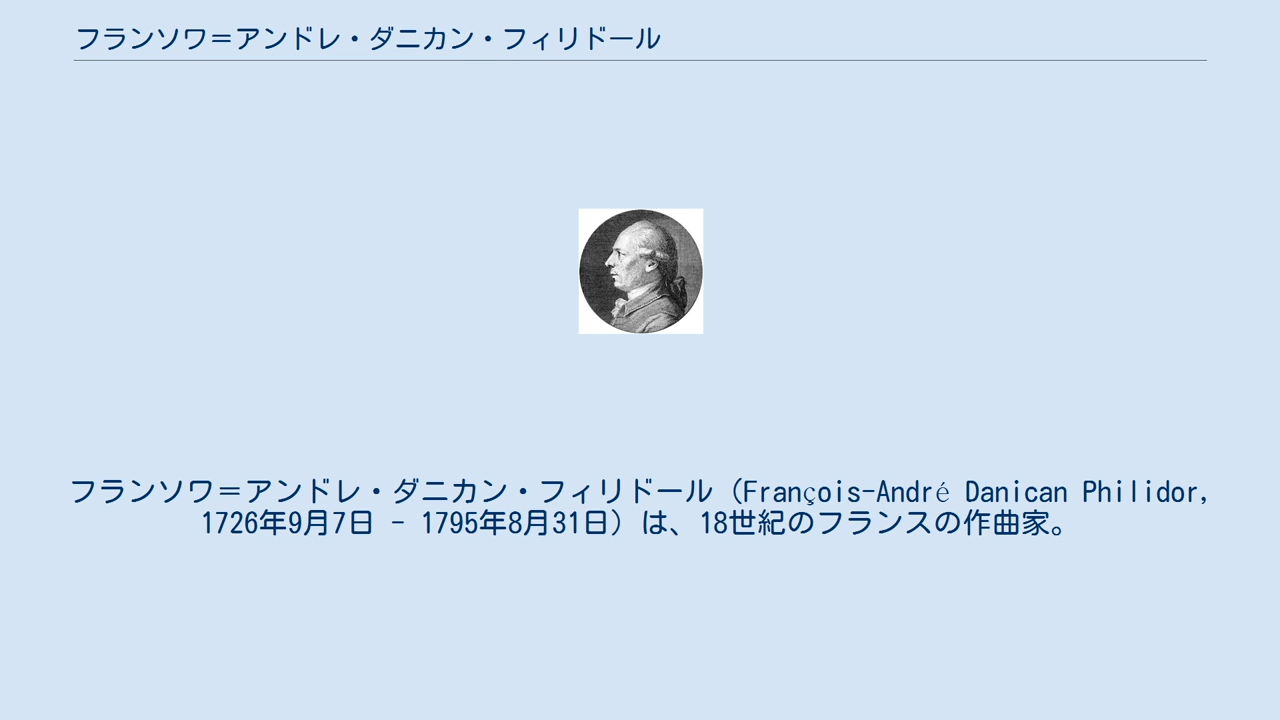 フランソワ＝アンドレ・ダニカン・フィリドール
フランソワ＝アンドレ・ダニカン・フィリドール（François-André Danican Philidor,
1726年9月7日 - 1795年8月31日）は、18世紀のフランスの作曲家。